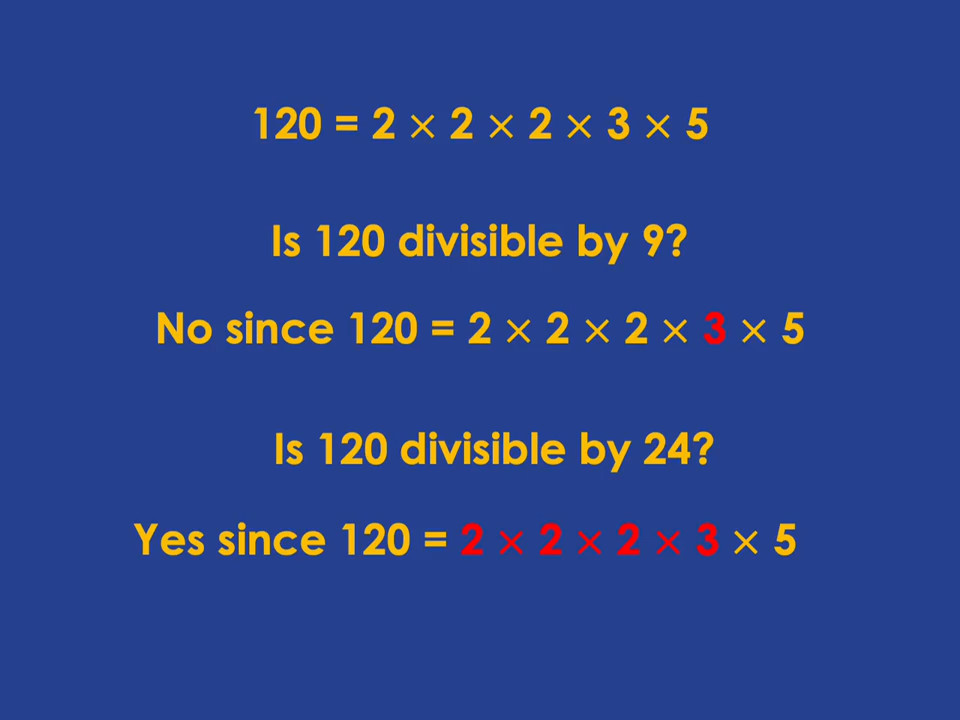 120 = 2 × 2 × 2 × 3 × 5
Is 120 divisible by 9?
No since 120 = 2 × 2 × 2 × 3 × 5
Is 120 divisible by 24?
Yes since 120 = 2 × 2 × 2 × 3 × 5